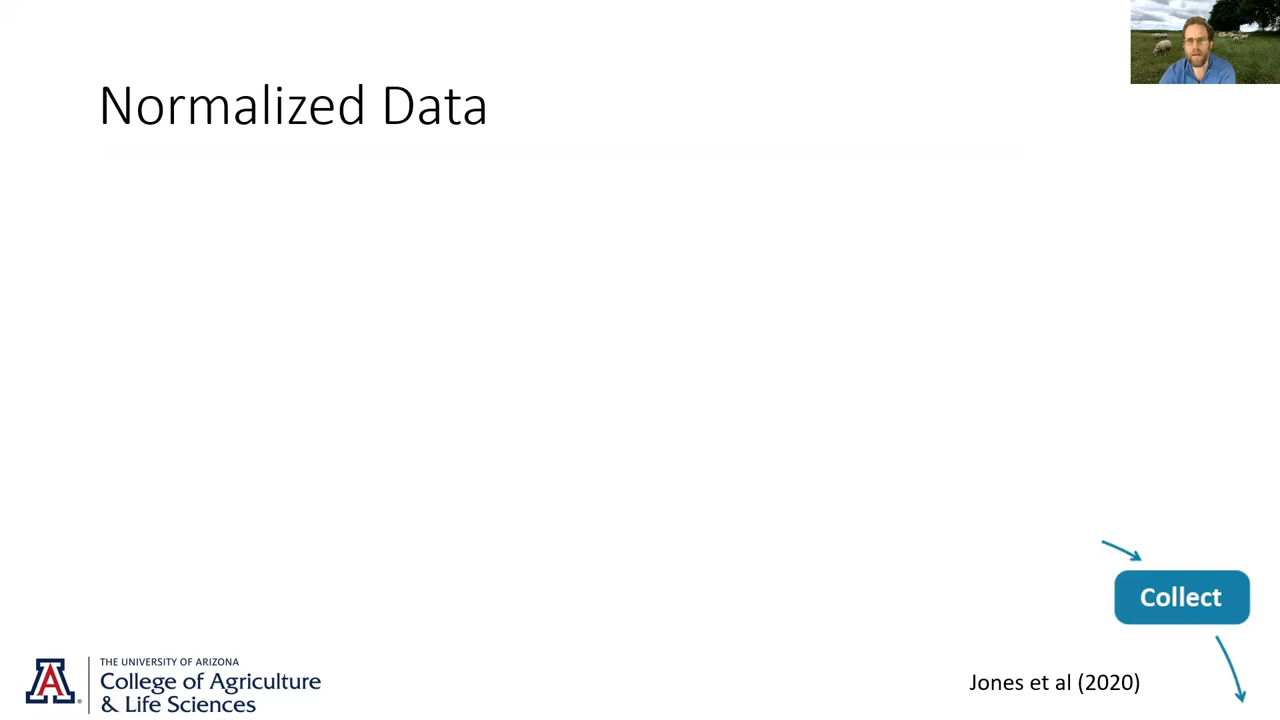 Normalized Data
Collect
THE UNIVERSITY OF ARIZONA
College of Agriculture
& Life Sciences
Jones et al (2020)